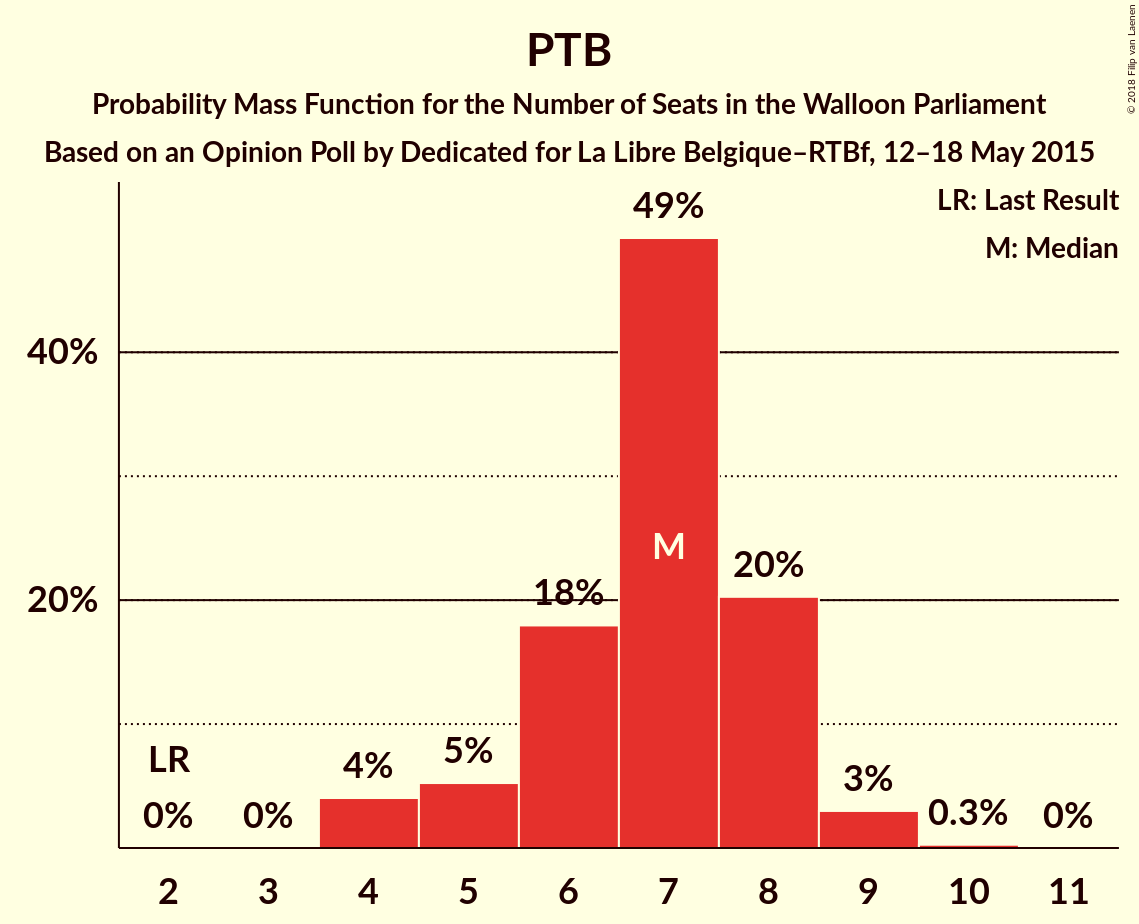 PTB
Probability Mass Function for the Number of Seats in the Walloon Parliament
Based on an Opinion Poll by Dedicated for La Libre Belgique–RTBf, 12–18 May 2015
© 2018 Filip van Laenen
LR: Last Result
M: Median
40%
20%
LR
0%
0%
4%
5%
18%
49%
M
20%
3%
0.3%
0%
2 3 4 5 6 7 8 9 10 11